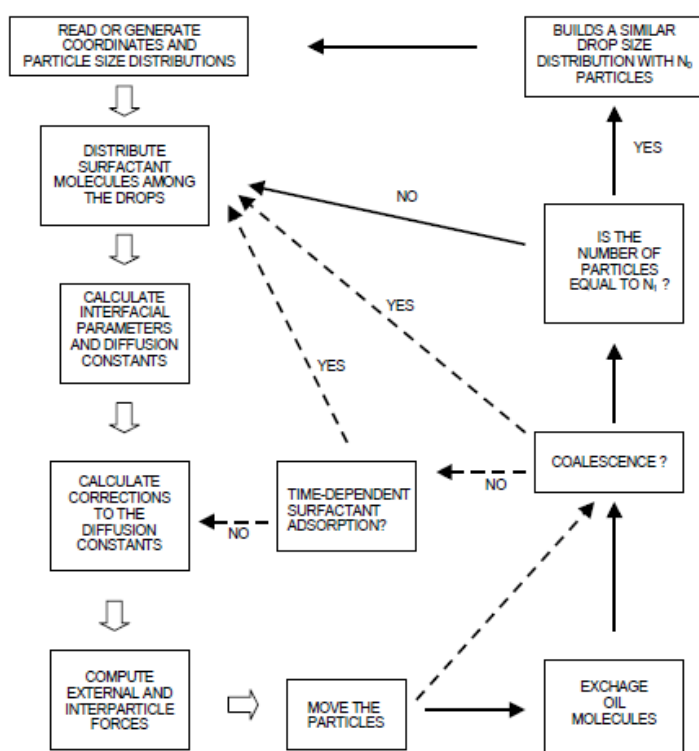 READ OR GENERATE
COORDINATES AND
PARTICLE SIZE DISTRIBUTIONS
BUILDS A SIMILAR
DROP SIZE
DISTRIBUTION WITH N₀
PARTICLES
YES
DISTRIBUTE
SURFACTANT
MOLECULES AMONG
THE DROPS
NO
IS THE
NUMBER OF
PARTICLES
EQUAL TO N₁ ?
CALCULATE
INTERFACIAL
PARAMETERS
AND DIFFUSION
CONSTANTS
YES
YES
CALCULATE
CORRECTIONS
TO THE
DIFFUSION
CONSTANTS
NO
TIME-DEPENDENT
SURFACTANT
ADSORPTION?
NO
COALESCENCE ?
COMPUTE
EXTERNAL AND
INTERPARTICLE
FORCES
MOVE THE
PARTICLES
EXCHAGE
OIL
MOLECULES